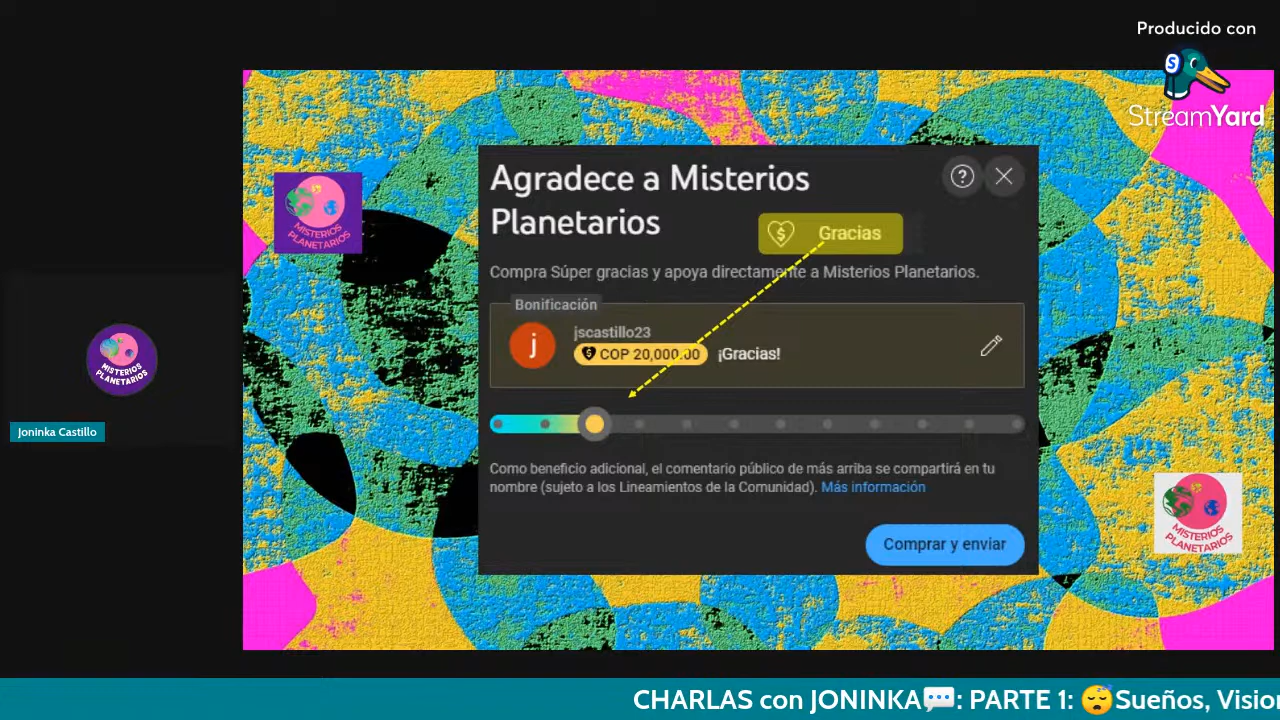 Producido con
StreamYard
Agradece a Misterios
Planetarios
Gracias
Compra Súper gracias y apoya directamente a Misterios Planetarios.
Bonificación
j
jscastillo23
COP 20,000.00 ¡Gracias!
Como beneficio adicional, el comentario público de más arriba se compartirá en tu
nombre (sujeto a los Lineamientos de la Comunidad). Más información
Comprar y enviar
MISTERIOS
PLANETARIOS
MISTERIOS
PLANETARIOS
Joninka Castillo
MISTERIOS
PLANETARIOS
CHARLAS con JONINKA💬: PARTE 1: 😴Sueños, Vision